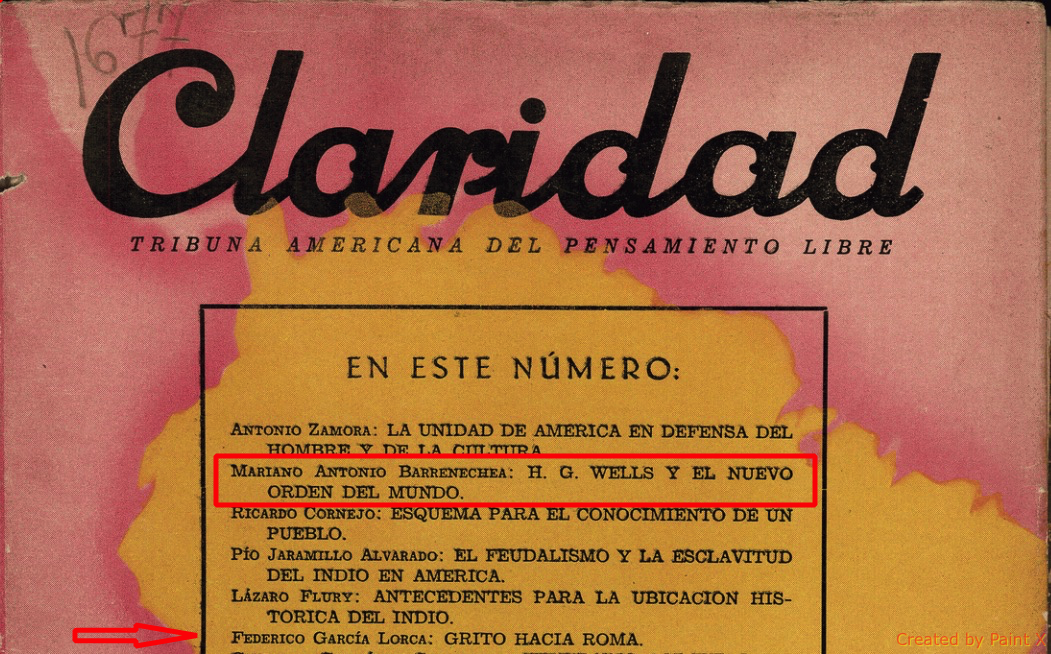 1677
Claridad
TRIBUNA AMERICANA DEL PENSAMIENTO LIBRE
EN ESTE NÚMERO:
ANTONIO ZAMORA: LA UNIDAD DE AMERICA EN DEFENSA DEL
HOMBRE Y DE LA CULTURA
MARIANO ANTONIO BARRENECHEA: H. G. WELLS Y EL NUEVO
ORDEN DEL MUNDO.
RICARDO CORNEJO: ESQUEMA PARA EL CONOCIMIENTO DE UN
PUEBLO.
PÍO JARAMILLO ALVARADO: EL FEUDALISMO Y LA ESCLAVITUD
DEL INDIO EN AMERICA.
LÁZARO FLURY: ANTECEDENTES PARA LA UBICACION HIS-
TORICA DEL INDIO.
FEDERICO GARCÍA LORCA: GRITO HACIA ROMA.
Created by Paint X